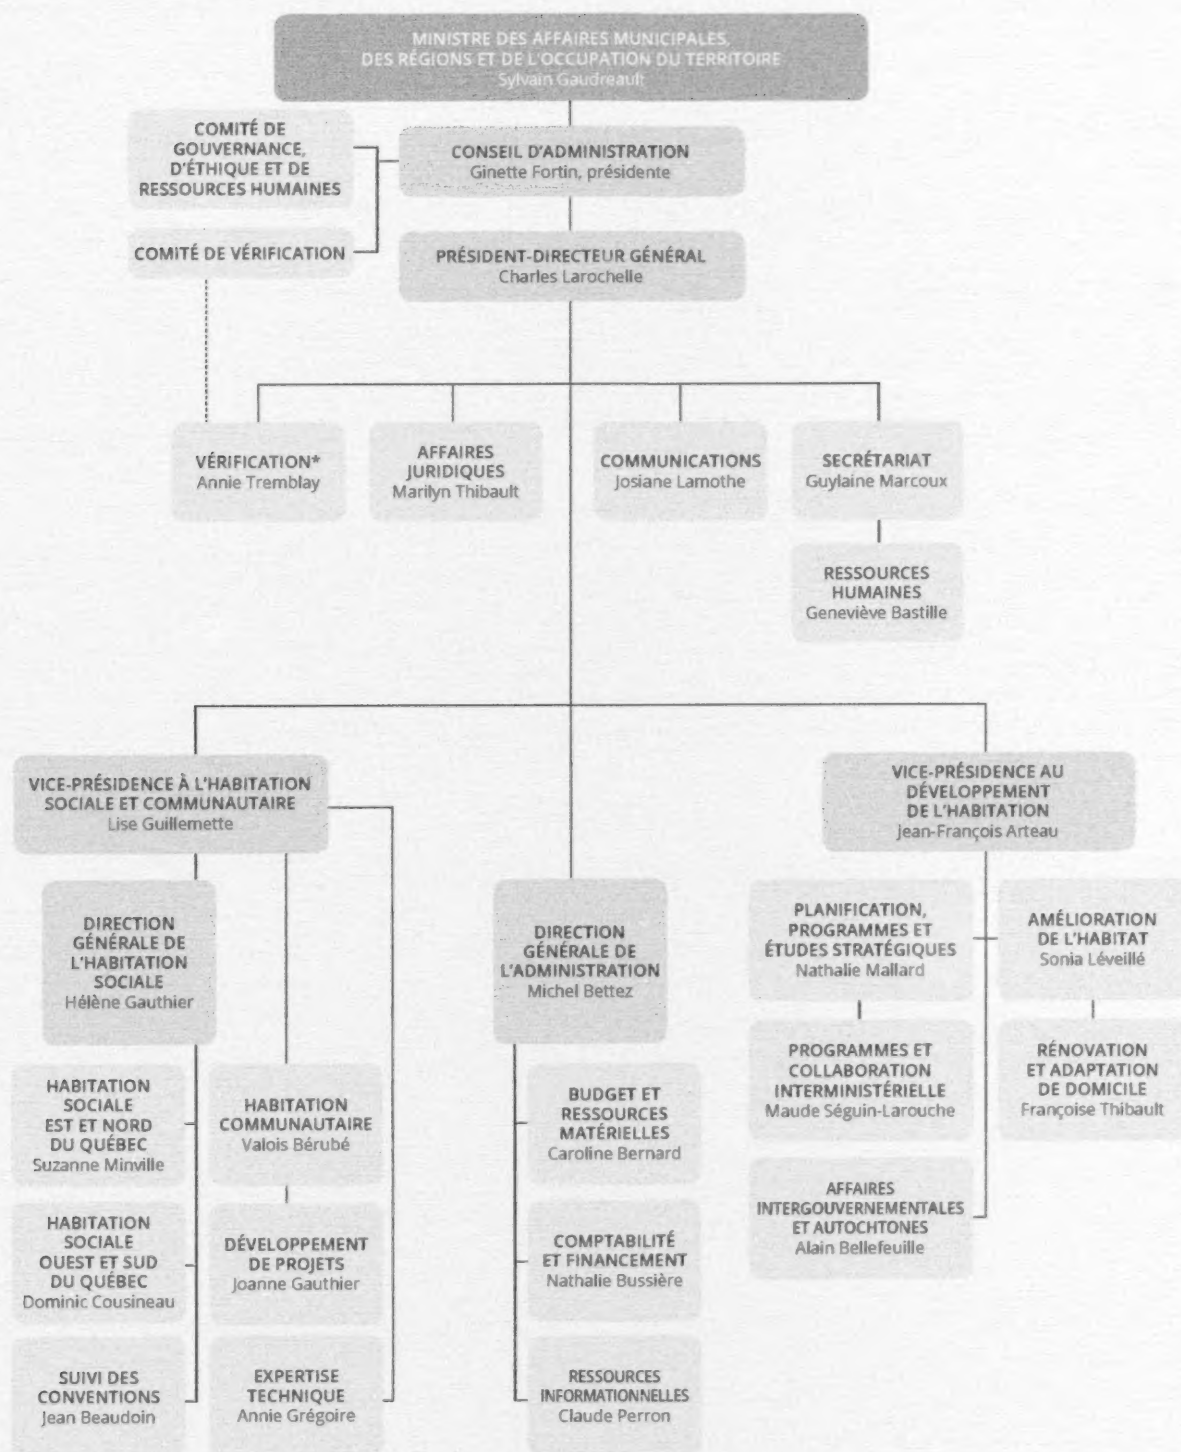 MINISTRE DES AFFAIRES MUNICIPALES,
DES RÉGIONS ET DE L'OCCUPATION DU TERRITOIRE
Sylvain Gaudreault
COMITÉ DE
GOUVERNANCE,
D'ÉTHIQUE ET DE
RESSOURCES HUMAINES
CONSEIL D'ADMINISTRATION
Ginette Fortin, présidente
COMITÉ DE VÉRIFICATION
PRÉSIDENT-DIRECTEUR GÉNÉRAL
Charles Larochelle
VÉRIFICATION*
Annie Tremblay
AFFAIRES
JURIDIQUES
Marilyn Thibault
COMMUNICATIONS
Josiane Lamothe
SECRÉTARIAT
Guylaine Marcoux
RESSOURCES
HUMAINES
Geneviève Bastille
VICE-PRÉSIDENCE À L'HABITATION
SOCIALE ET COMMUNAUTAIRE
Lise Guillemette
VICE-PRÉSIDENCE AU
DÉVELOPPEMENT
DE L'HABITATION
Jean-François Arteau
DIRECTION
GÉNÉRALE DE
L'HABITATION
SOCIALE
Hélène Gauthier
DIRECTION
GÉNÉRALE DE
L'ADMINISTRATION
Michel Bettez
PLANIFICATION,
PROGRAMMES ET
ÉTUDES STRATÉGIQUES
Nathalie Mallard
AMÉLIORATION
DE L'HABITAT
Sonia Léveillé
HABITATION
SOCIALE
EST ET NORD
DU QUÉBEC
Suzanne Minville
HABITATION
COMMUNAUTAIRE
Valois Bérubé
BUDGET ET
RESSOURCES
MATÉRIELLES
Caroline Bernard
PROGRAMMES ET
COLLABORATION
INTERMINISTÉRIELLE
Maude Séguin-Larouche
RÉNOVATION
ET ADAPTATION
DE DOMICILE
Françoise Thibault
HABITATION
SOCIALE
OUEST ET SUD
DU QUÉBEC
Dominic Cousineau
DÉVELOPPEMENT
DE PROJETS
Joanne Gauthier
COMPTABILITÉ
ET FINANCEMENT
Nathalie Bussière
AFFAIRES
INTERGOUVERNEMENTALES
ET AUTOCHTONES
Alain Bellefeuille
SUIVI DES
CONVENTIONS
Jean Beaudoin
EXPERTISE
TECHNIQUE
Annie Grégoire
RESSOURCES
INFORMATIONNELLES
Claude Perron